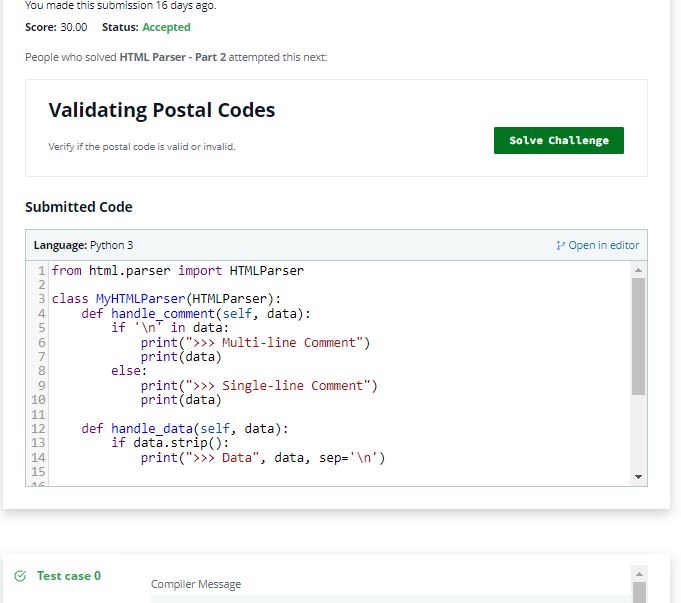 You made this submission 16 days ago.
Score: 30.00 Status: Accepted
People who solved HTML Parser - Part 2 attempted this next:
Validating Postal Codes
Verify if the postal code is valid or invalid.
Solve Challenge
Submitted Code
Language: Python 3
Open in editor
1 from html.parser import HTMLParser
2
3 class MyHTMLParser(HTMLParser):
4     def handle_comment(self, data):
5         if '\n' in data:
6             print(">>> Multi-line Comment")
7             print(data)
8         else:
9             print(">>> Single-line Comment")
10             print(data)
11
12     def handle_data(self, data):
13         if data.strip():
14             print(">>> Data", data, sep='\n')
15
16
Test case 0
Compiler Message